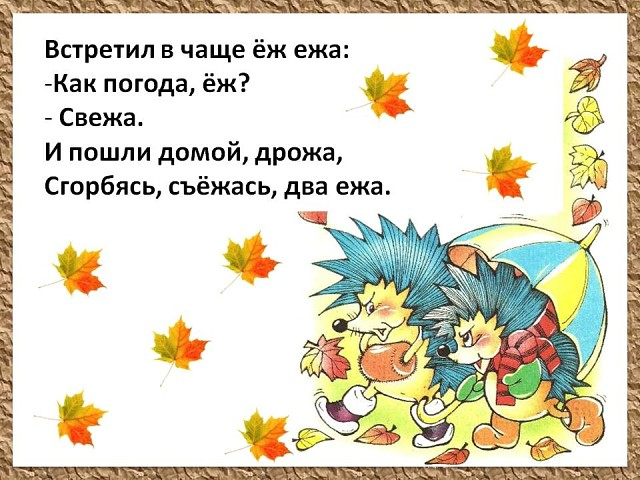 Встретил в чаще ёж ежа:
-Как погода, ёж?
- Свежа.
И пошли домой, дрожа,
Сгорбясь, съёжась, два ежа.